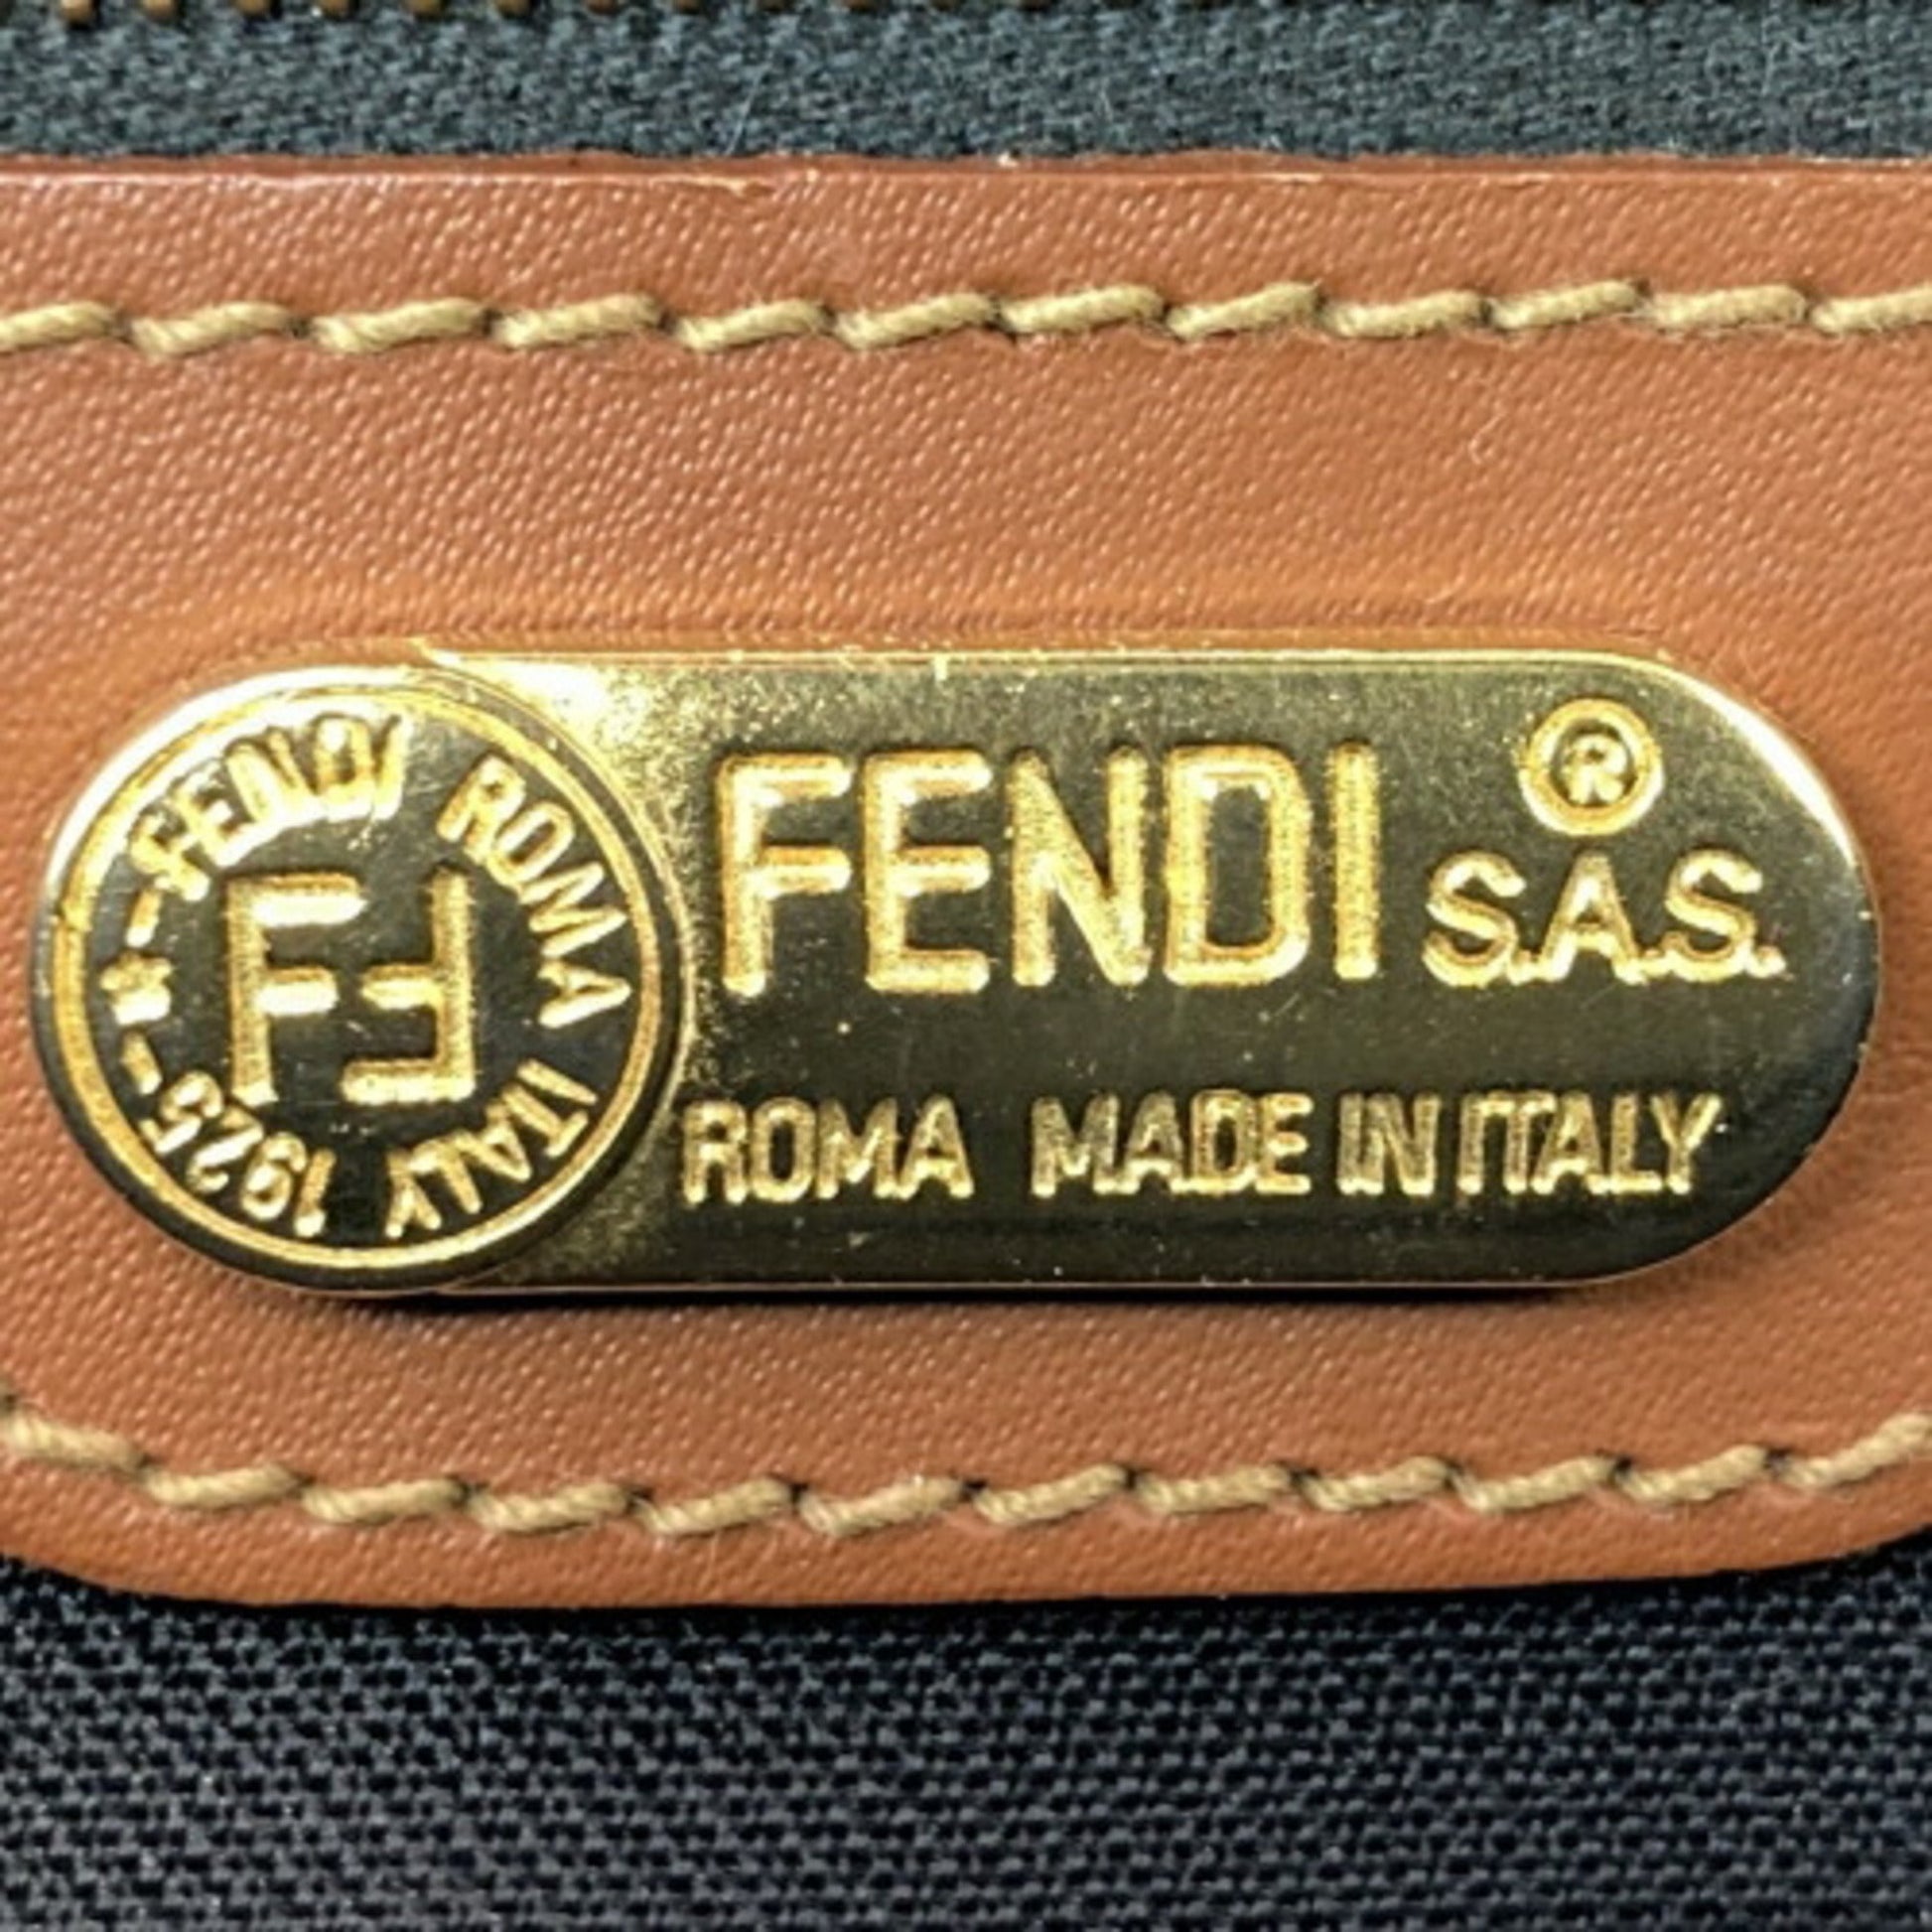 FENDI ROMA ITALY 1925
FF
®
FENDI S.A.S.
ROMA MADE IN ITALY